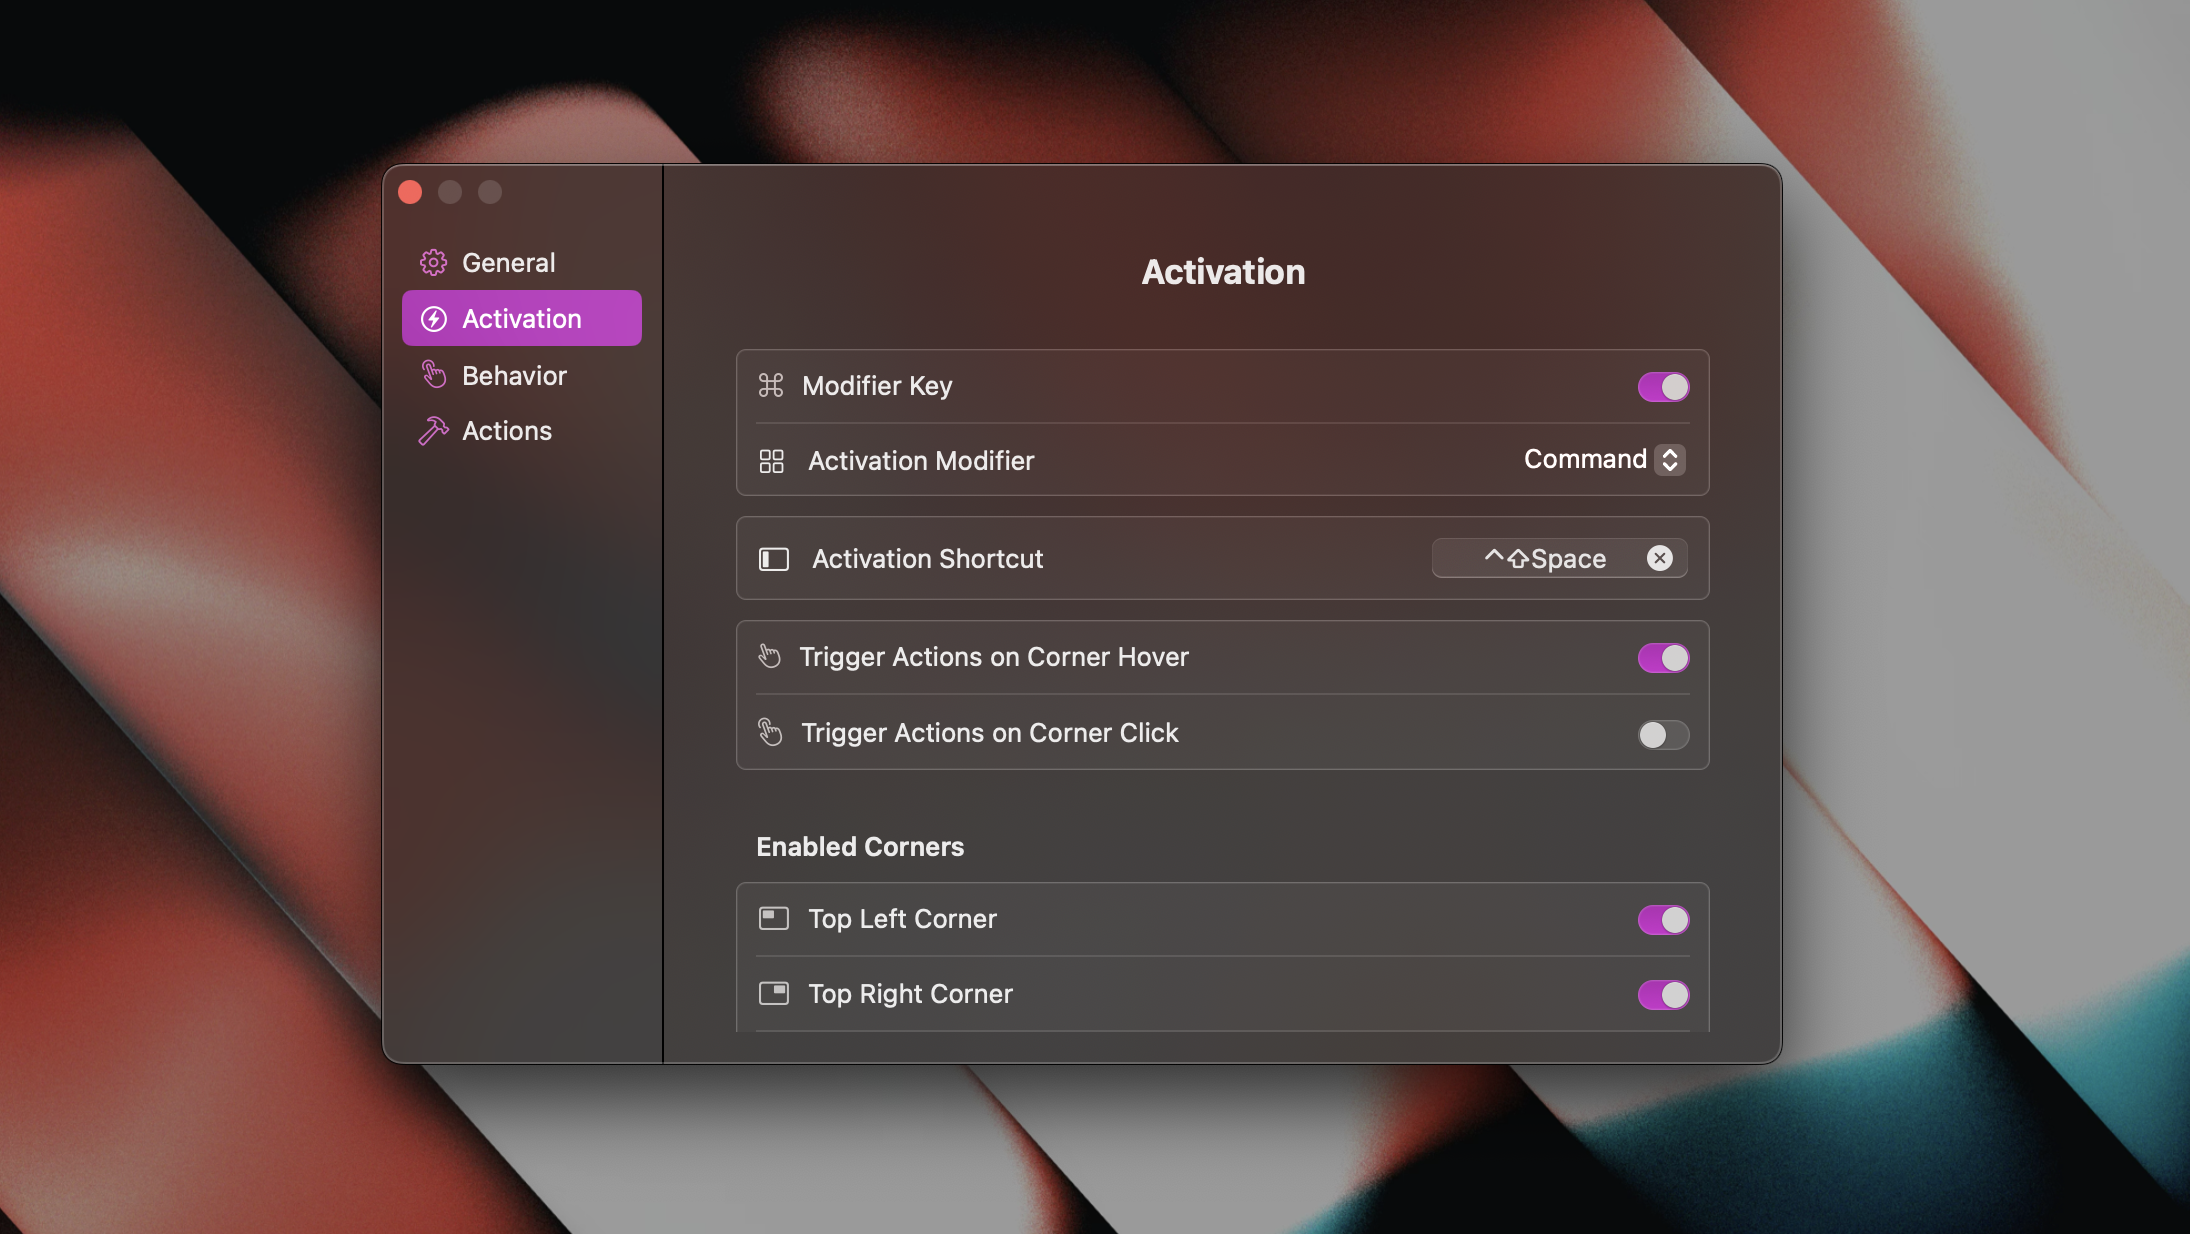 General
Activation
Behavior
Actions
Activation
Modifier Key
Activation Modifier Command
Activation Shortcut ^⇧Space
Trigger Actions on Corner Hover
Trigger Actions on Corner Click
Enabled Corners
Top Left Corner
Top Right Corner